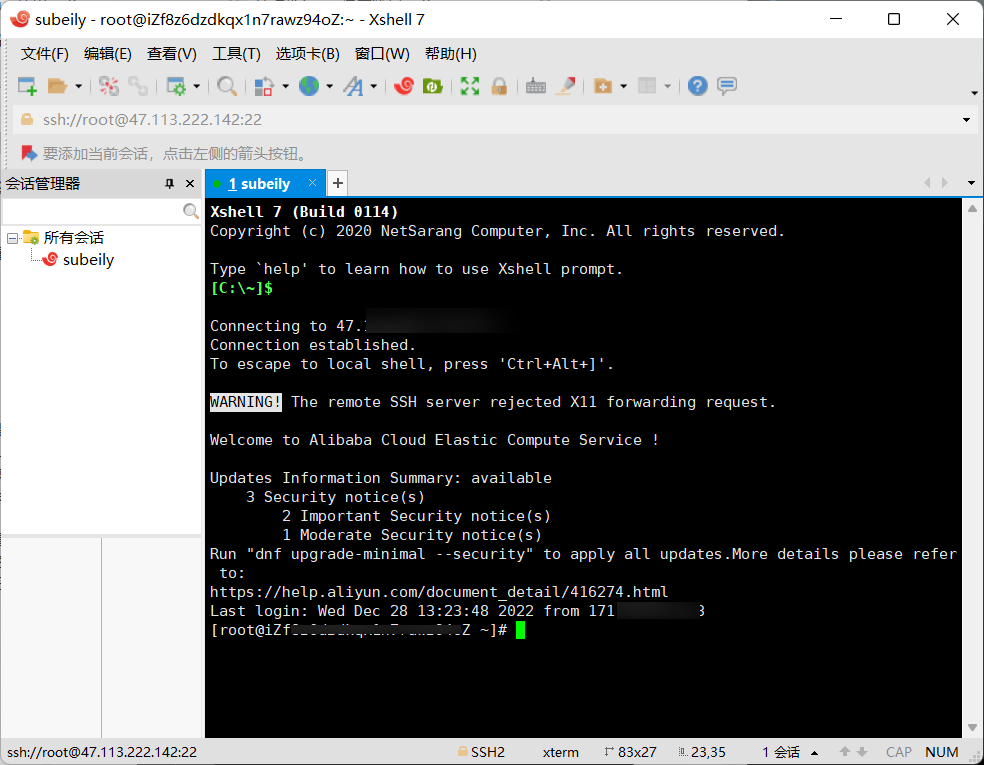 subeily - root@iZf8z6dzdkqx1n7rawz94oZ:~ - Xshell 7
文件(F) 编辑(E) 查看(V) 工具(T) 选项卡(B) 窗口(W) 帮助(H)
ssh://root@47.113.222.142:22
要添加当前会话，点击左侧的箭头按钮。
会话管理器
所有会话
subeily
1 subeily
Xshell 7 (Build 0114)
Copyright (c) 2020 NetSarang Computer, Inc. All rights reserved.
Type `help' to learn how to use Xshell prompt.
[C:\~]$
Connecting to 47.
Connection established.
To escape to local shell, press 'Ctrl+Alt+]'.
WARNING! The remote SSH server rejected X11 forwarding request.
Welcome to Alibaba Cloud Elastic Compute Service !
Updates Information Summary: available
3 Security notice(s)
2 Important Security notice(s)
1 Moderate Security notice(s)
Run "dnf upgrade-minimal --security" to apply all updates.More details please refer
to:
https://help.aliyun.com/document_detail/416274.html
Last login: Wed Dec 28 13:23:48 2022 from 171
[root@iZf Z ~]#
ssh://root@47.113.222.142:22 SSH2 xterm 83x27 23,35 1 会话 CAP NUM